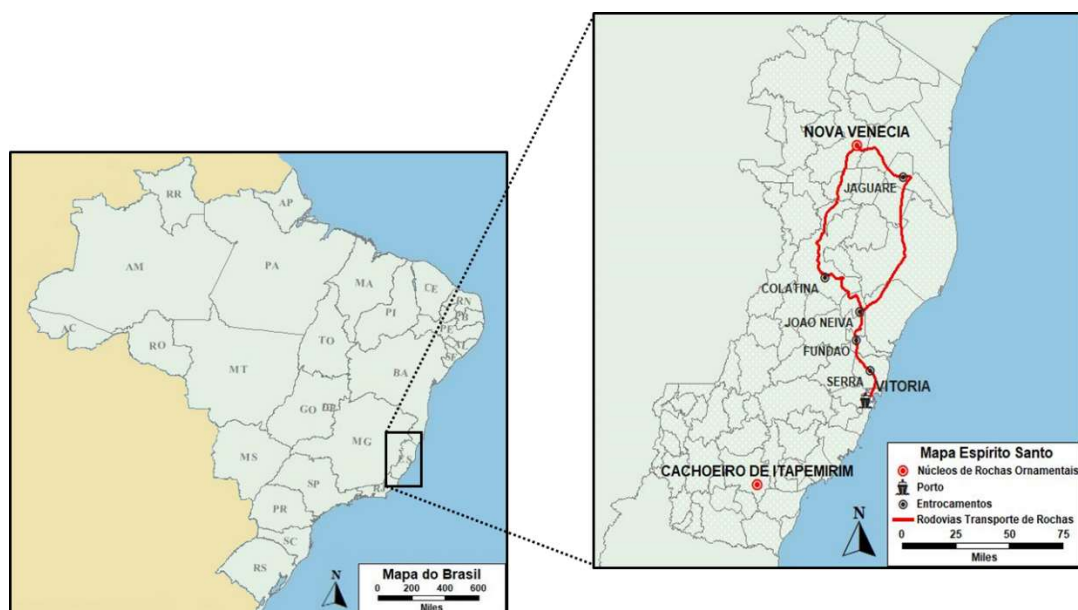 RR
AP
AM
PA
MA
CE
RN
PI
PE
SE
AC
RO
TO
BA
MT
GO
MG
ES
MS
SP
PR
SC
RS
N
Mapa do Brasil
0 200 400 600
Miles
NOVA VENECIA
JAGUARE
COLATINA
JOAO NEIVA
FUNDAO
SERRA
VITORIA
CACHOEIRO DE ITAPEMIRIM
N
Mapa Espírito Santo
Núcleos de Rochas Ornamentais
Porto
Entrocamentos
Rodovias Transporte de Rochas
0 25 50 75
Miles